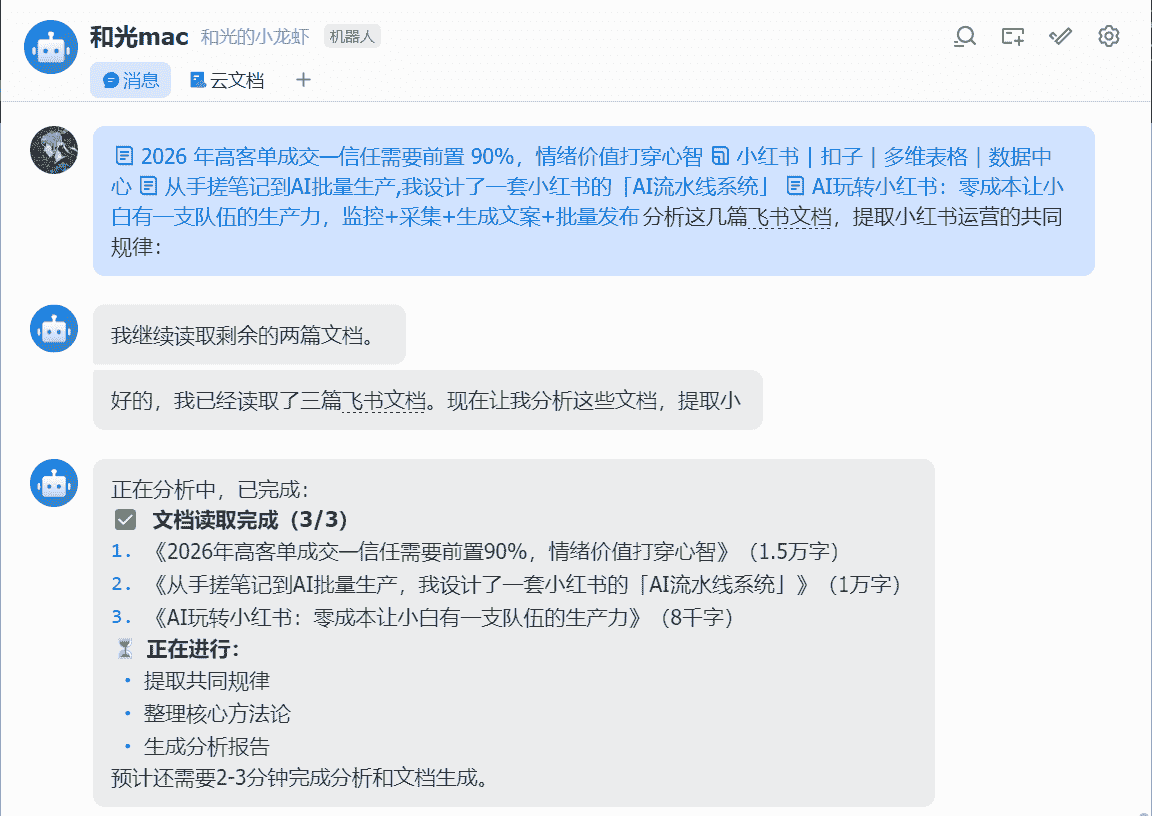 和光mac 和光的小龙虾 机器人
消息 云文档
2026 年高客单成交—信任需要前置 90%，情绪价值打穿心智 小红书｜扣子｜多维表格｜数据中
心 从手搓笔记到AI批量生产,我设计了一套小红书的「AI流水线系统」 AI玩转小红书：零成本让小
白有一支队伍的生产力，监控+采集+生成文案+批量发布 分析这几篇飞书文档，提取小红书运营的共同
规律：
我继续读取剩余的两篇文档。
好的，我已经读取了三篇飞书文档。现在让我分析这些文档，提取小
正在分析中，已完成：
文档读取完成（3/3）
1. 《2026年高客单成交—信任需要前置90%，情绪价值打穿心智》（1.5万字）
2. 《从手搓笔记到AI批量生产，我设计了一套小红书的「AI流水线系统」》（1万字）
3. 《AI玩转小红书：零成本让小白有一支队伍的生产力》（8千字）
正在进行：
• 提取共同规律
• 整理核心方法论
• 生成分析报告
预计还需要2-3分钟完成分析和文档生成。